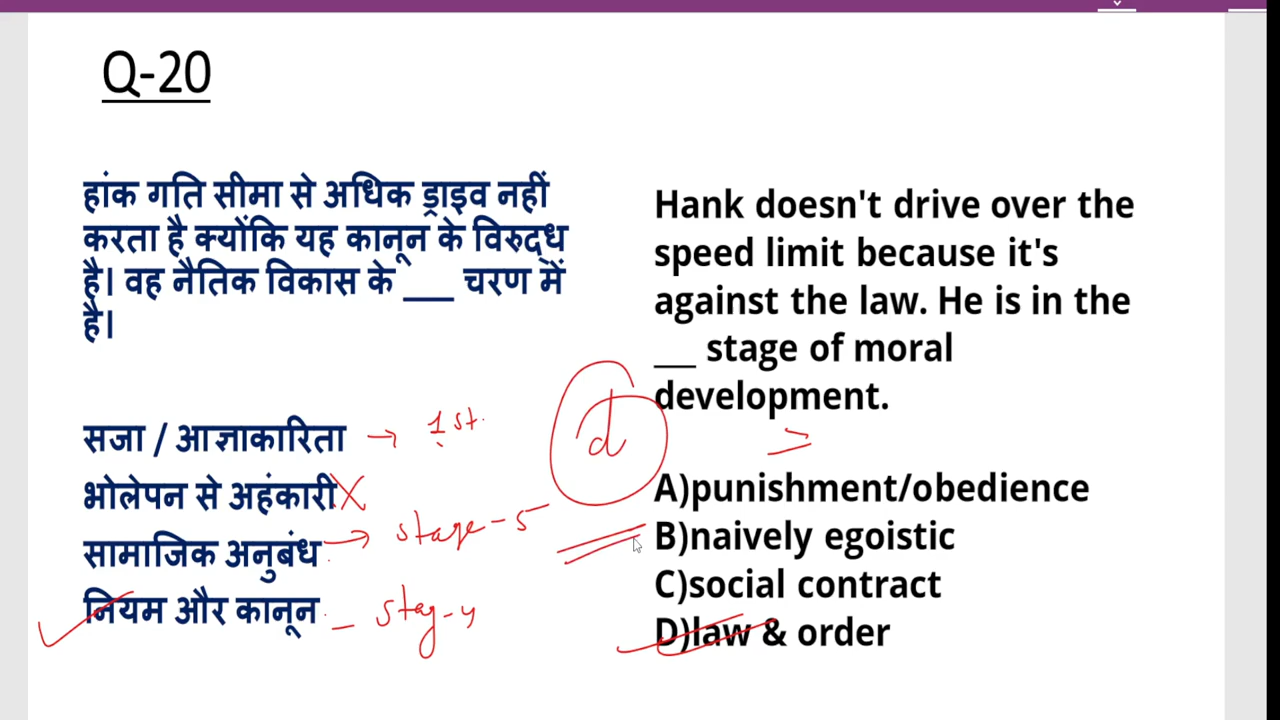 Q-20
हांक गति सीमा से अधिक ड्राइव नहीं
करता है क्योंकि यह कानून के विरुद्ध
है। वह नैतिक विकास के ___ चरण में
है।
सजा / आज्ञाकारिता → 1st.
भोलेपन से अहंकारी X
सामाजिक अनुबंध → stage-5
नियम और कानून - stag-4
d
Hank doesn't drive over the
speed limit because it's
against the law. He is in the
___ stage of moral
development.
A)punishment/obedience
B)naively egoistic
C)social contract
D)law & order